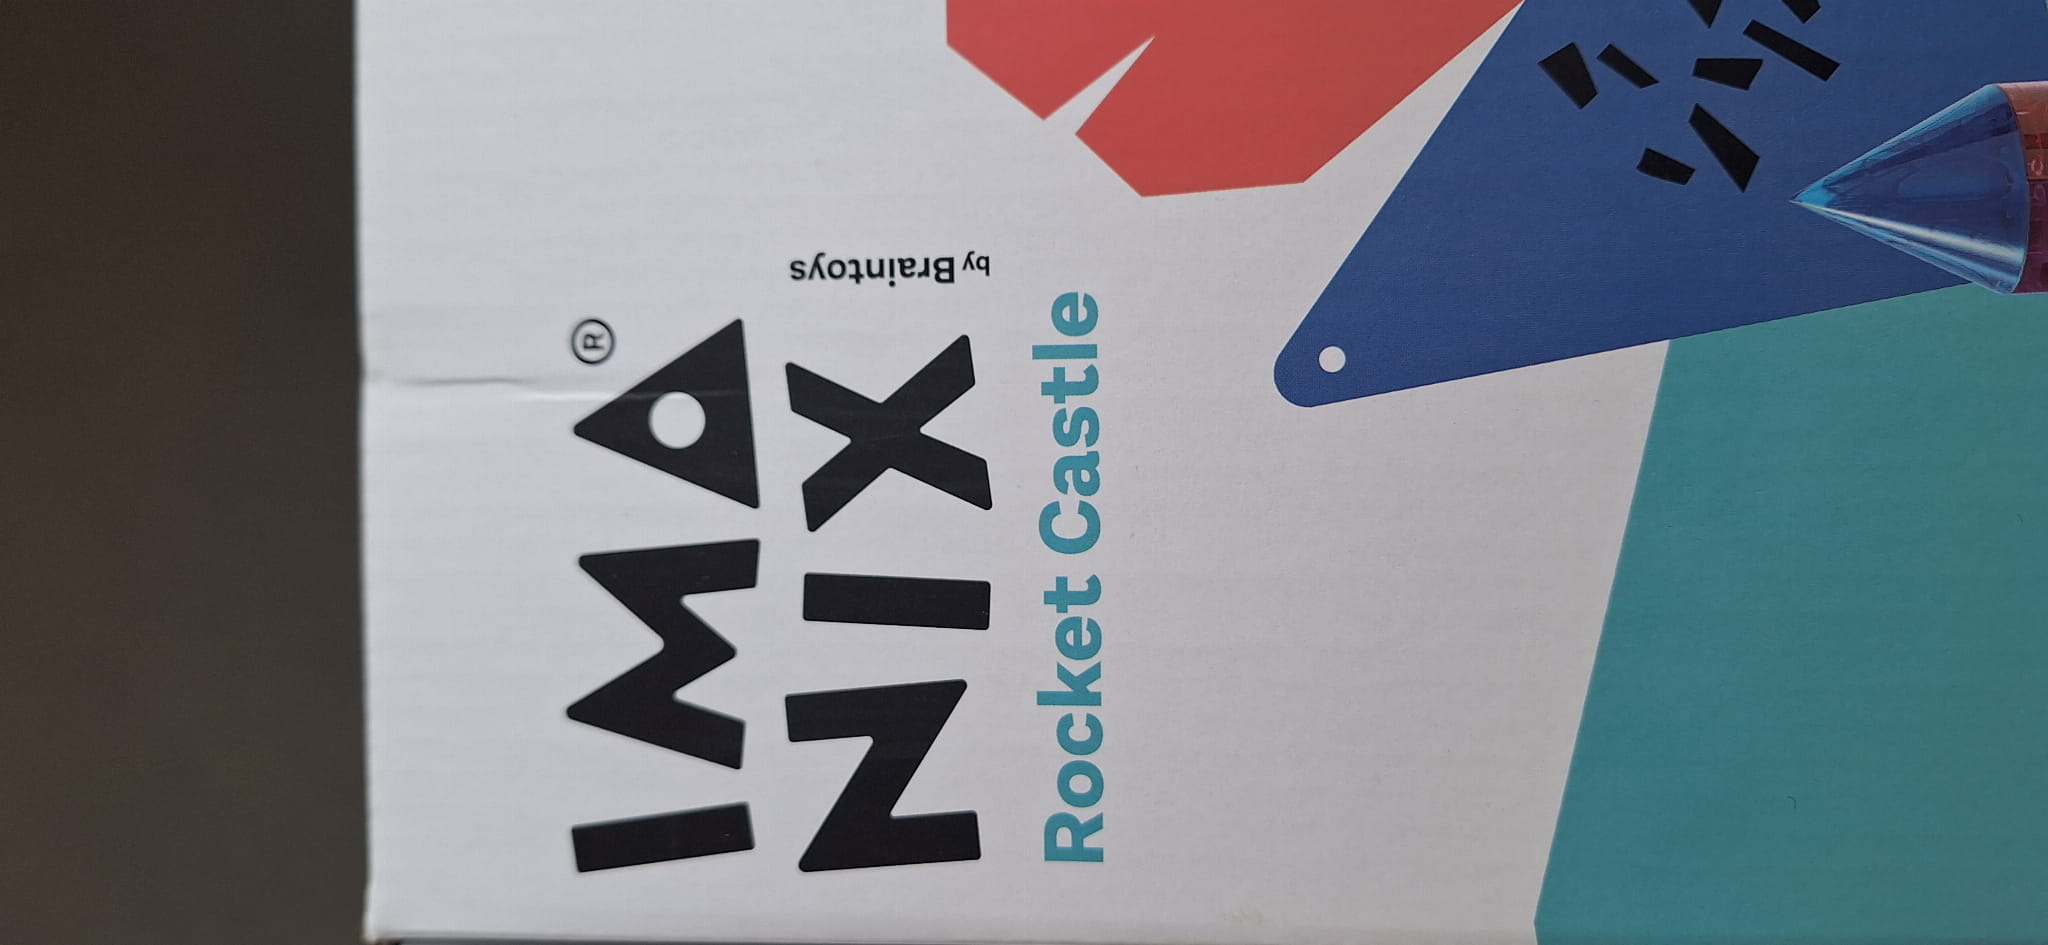 IMA®
NIX
by Braintoys
Rocket Castle